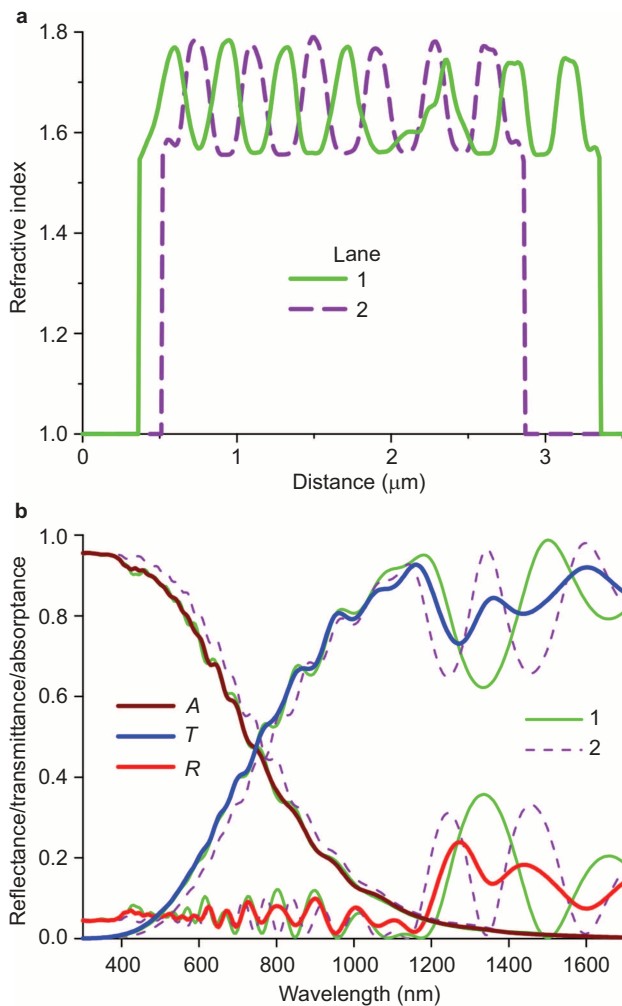 a
1.8
1.6
1.4
1.2
1.0
Refractive index
Lane
1
2
0
1
2
3
Distance (μm)
b
1.0
0.8
0.6
0.4
0.2
0.0
Reflectance/transmittance/absorptance
A
T
R
1
2
400
600
800
1000
1200
1400
1600
Wavelength (nm)